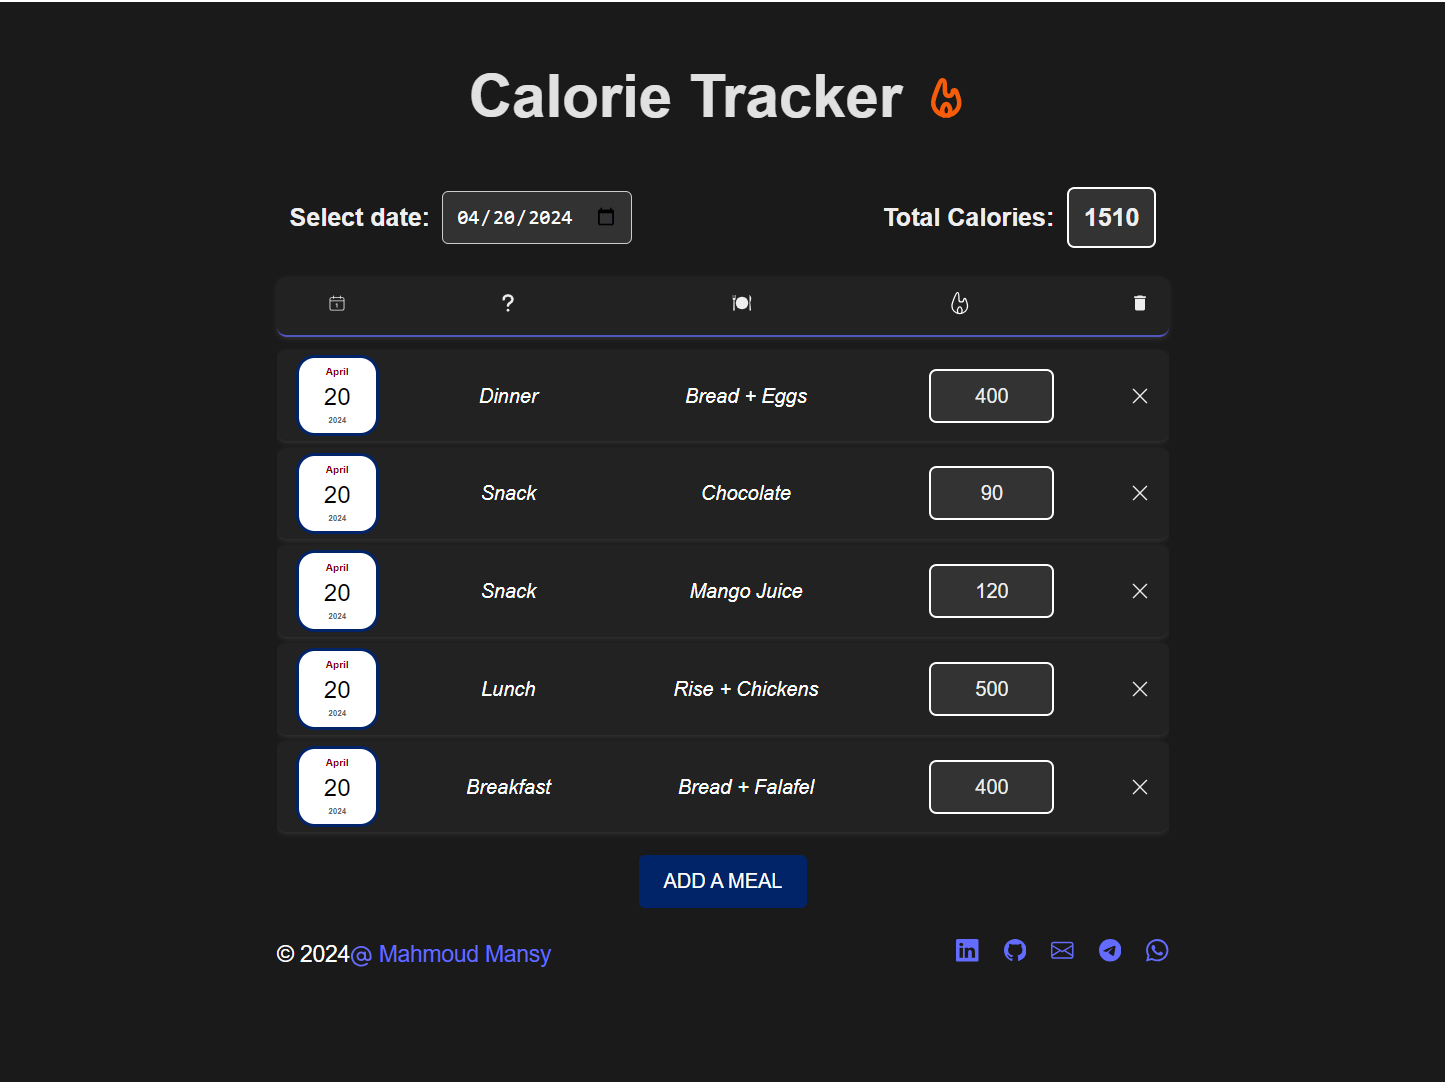 Calorie Tracker
Select date: 04/20/2024 Total Calories: 1510
1 ?
April
20
2024
Dinner Bread + Eggs 400
April
20
2024
Snack Chocolate 90
April
20
2024
Snack Mango Juice 120
April
20
2024
Lunch Rise + Chickens 500
April
20
2024
Breakfast Bread + Falafel 400
ADD A MEAL
© 2024@ Mahmoud Mansy in